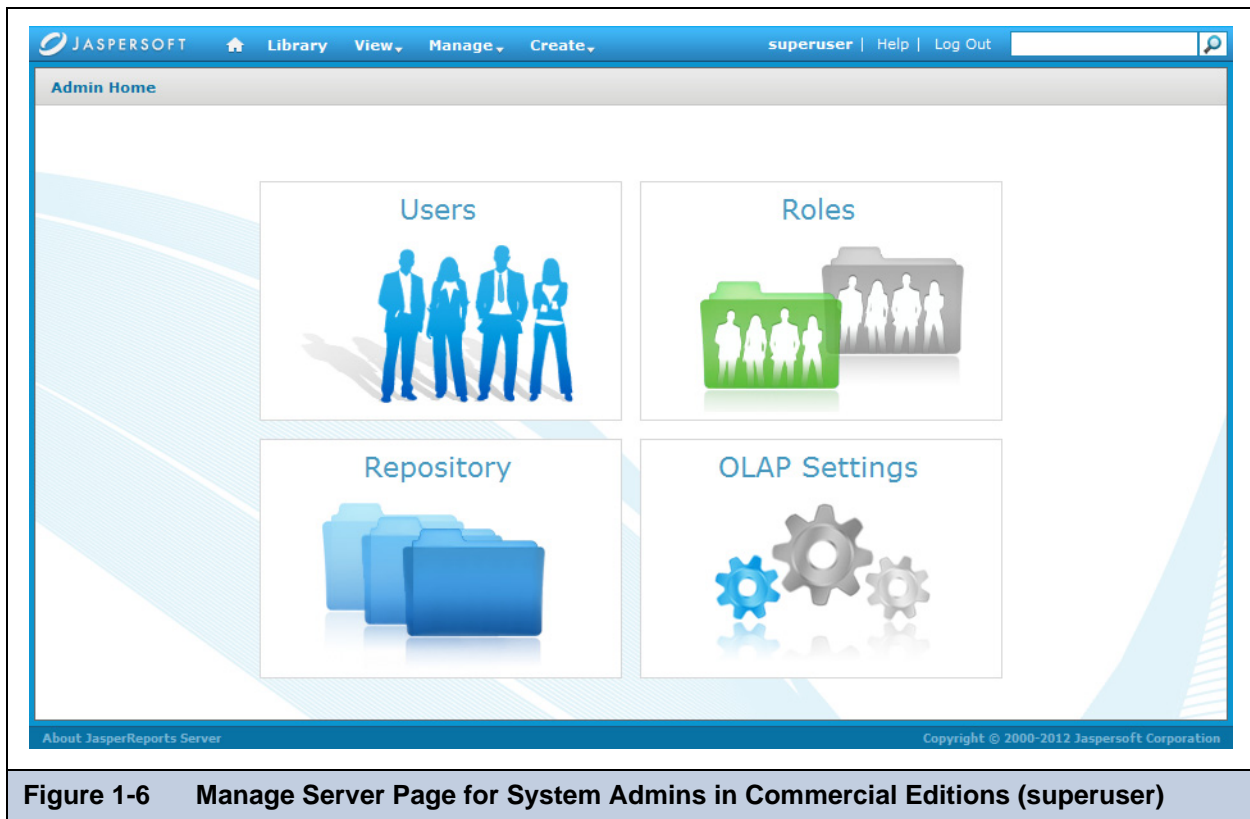 JASPERSOFT Library View Manage Create superuser | Help | Log Out
Admin Home
Users
Roles
Repository
OLAP Settings
About JasperReports Server Copyright © 2000-2012 Jaspersoft Corporation
Figure 1-6 Manage Server Page for System Admins in Commercial Editions (superuser)